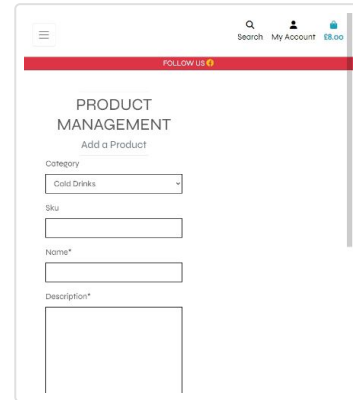 Search My Account £8.00
FOLLOW US
PRODUCT
MANAGEMENT
Add a Product
Category
Cold Drinks
Sku
Name*
Description*